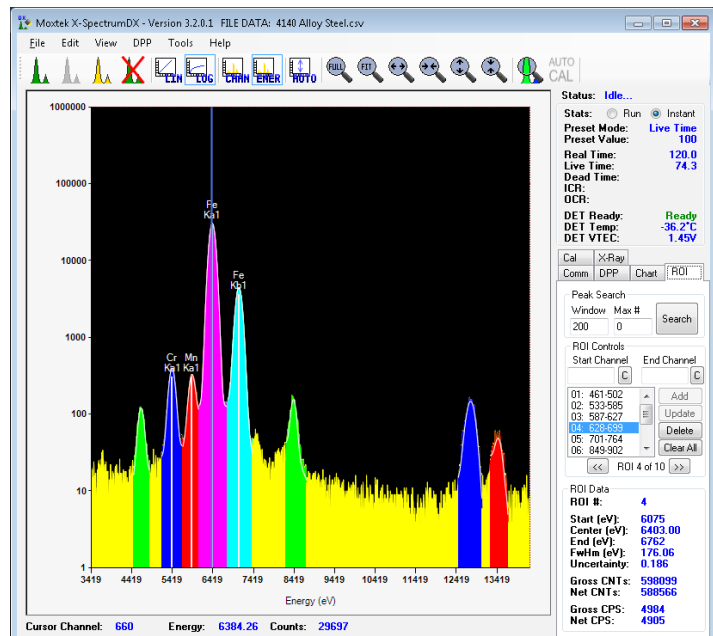 Moxtek X-SpectrumDX - Version 3.2.0.1 FILE DATA: 4140 Alloy Steel.csv
File Edit View DPP Tools Help
LIN LOG CHAN ENER AUTO FULL FIT AUTO CAL
Status: Idle...
Stats: Run Instant
Preset Mode: Live Time
Preset Value: 100
Real Time: 120.0
Live Time: 74.3
Dead Time:
ICR:
OCR:
DET Ready: Ready
DET Temp: -36.2°C
DET VTEC: 1.45V
Cal X-Ray
Comm DPP Chart ROI
Peak Search
Window Max #
200 0 Search
ROI Controls
Start Channel End Channel
C C
01: 461-502
02: 533-585
03: 587-627
04: 628-699
05: 701-764
06: 849-902
Add
Update
Delete
Clear All
<< ROI 4 of 10 >>
ROI Data
ROI #: 4
Start (eV): 6075
Center (eV): 6403.00
End (eV): 6762
FwHm (eV): 176.06
Uncertainty: 0.186
Gross CNTs: 598099
Net CNTs: 588566
Gross CPS: 4984
Net CPS: 4905
1000000
100000
10000
1000
100
10
1
Fe
Ka1
Fe
Kb1
Cr
Ka1
Mn
Ka1
3419 4419 5419 6419 7419 8419 9419 10419 11419 12419 13419
Energy (eV)
Cursor Channel: 660 Energy: 6384.26 Counts: 29697